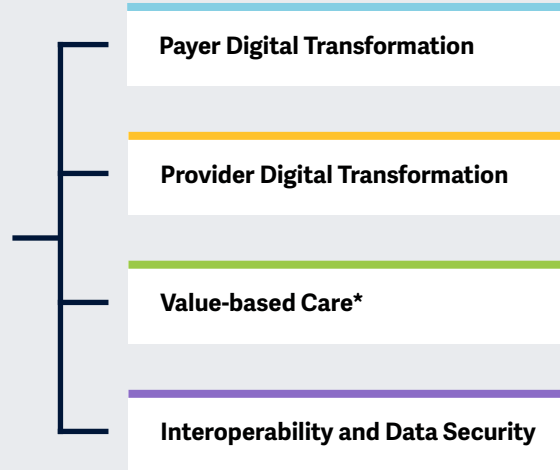 Payer Digital Transformation
Provider Digital Transformation
Value-based Care*
Interoperability and Data Security